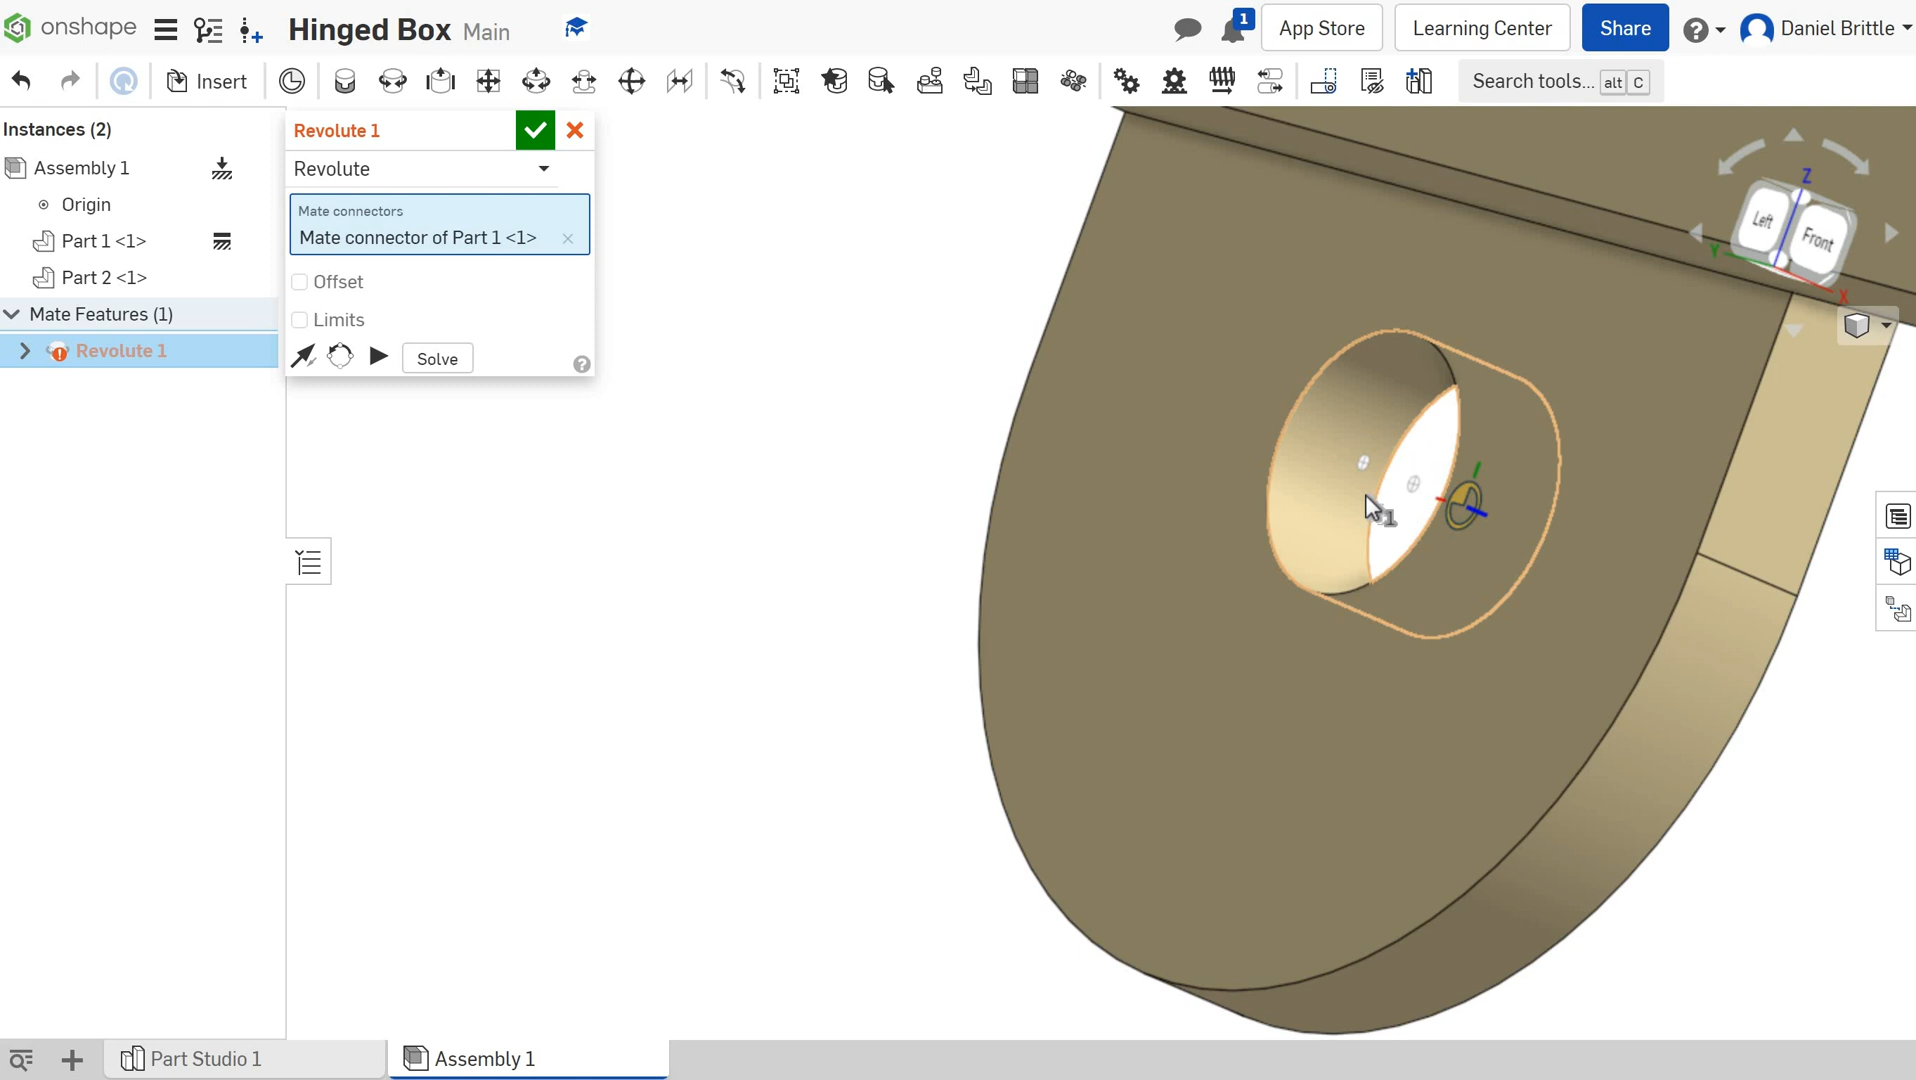 onshape
Hinged Box Main
1
App Store
Learning Center
Share
Daniel Brittle
Insert
Search tools... alt C
Instances (2)
Assembly 1
Origin
Part 1 <1>
Part 2 <1>
Mate Features (1)
Revolute 1
Revolute 1
Revolute
Mate connectors
Mate connector of Part 1 <1>
Offset
Limits
Solve
Z
Left
Front
Y
X
1
Part Studio 1
Assembly 1